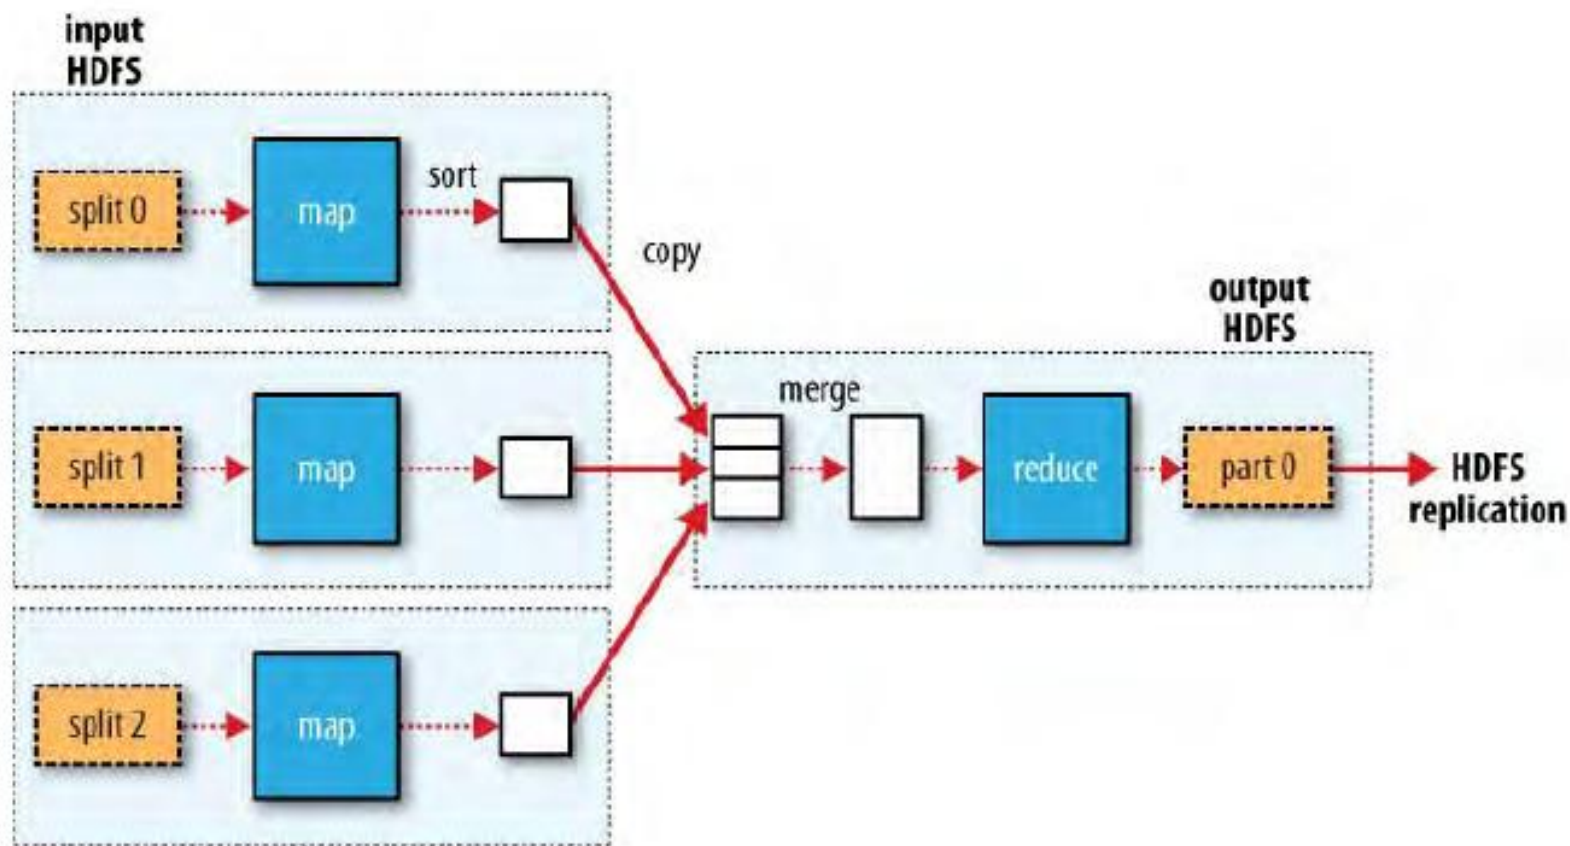 input
HDFS
split 0
map
sort
copy
split 1
map
split 2
map
merge
reduce
output
HDFS
part 0
HDFS
replication